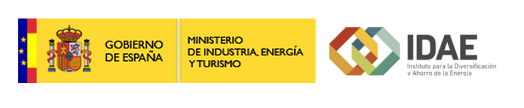 GOBIERNO
DE ESPAÑA
MINISTERIO
DE INDUSTRIA, ENERGÍA
Y TURISMO
IDAE
Instituto para la Diversificación
y Ahorro de la Energía